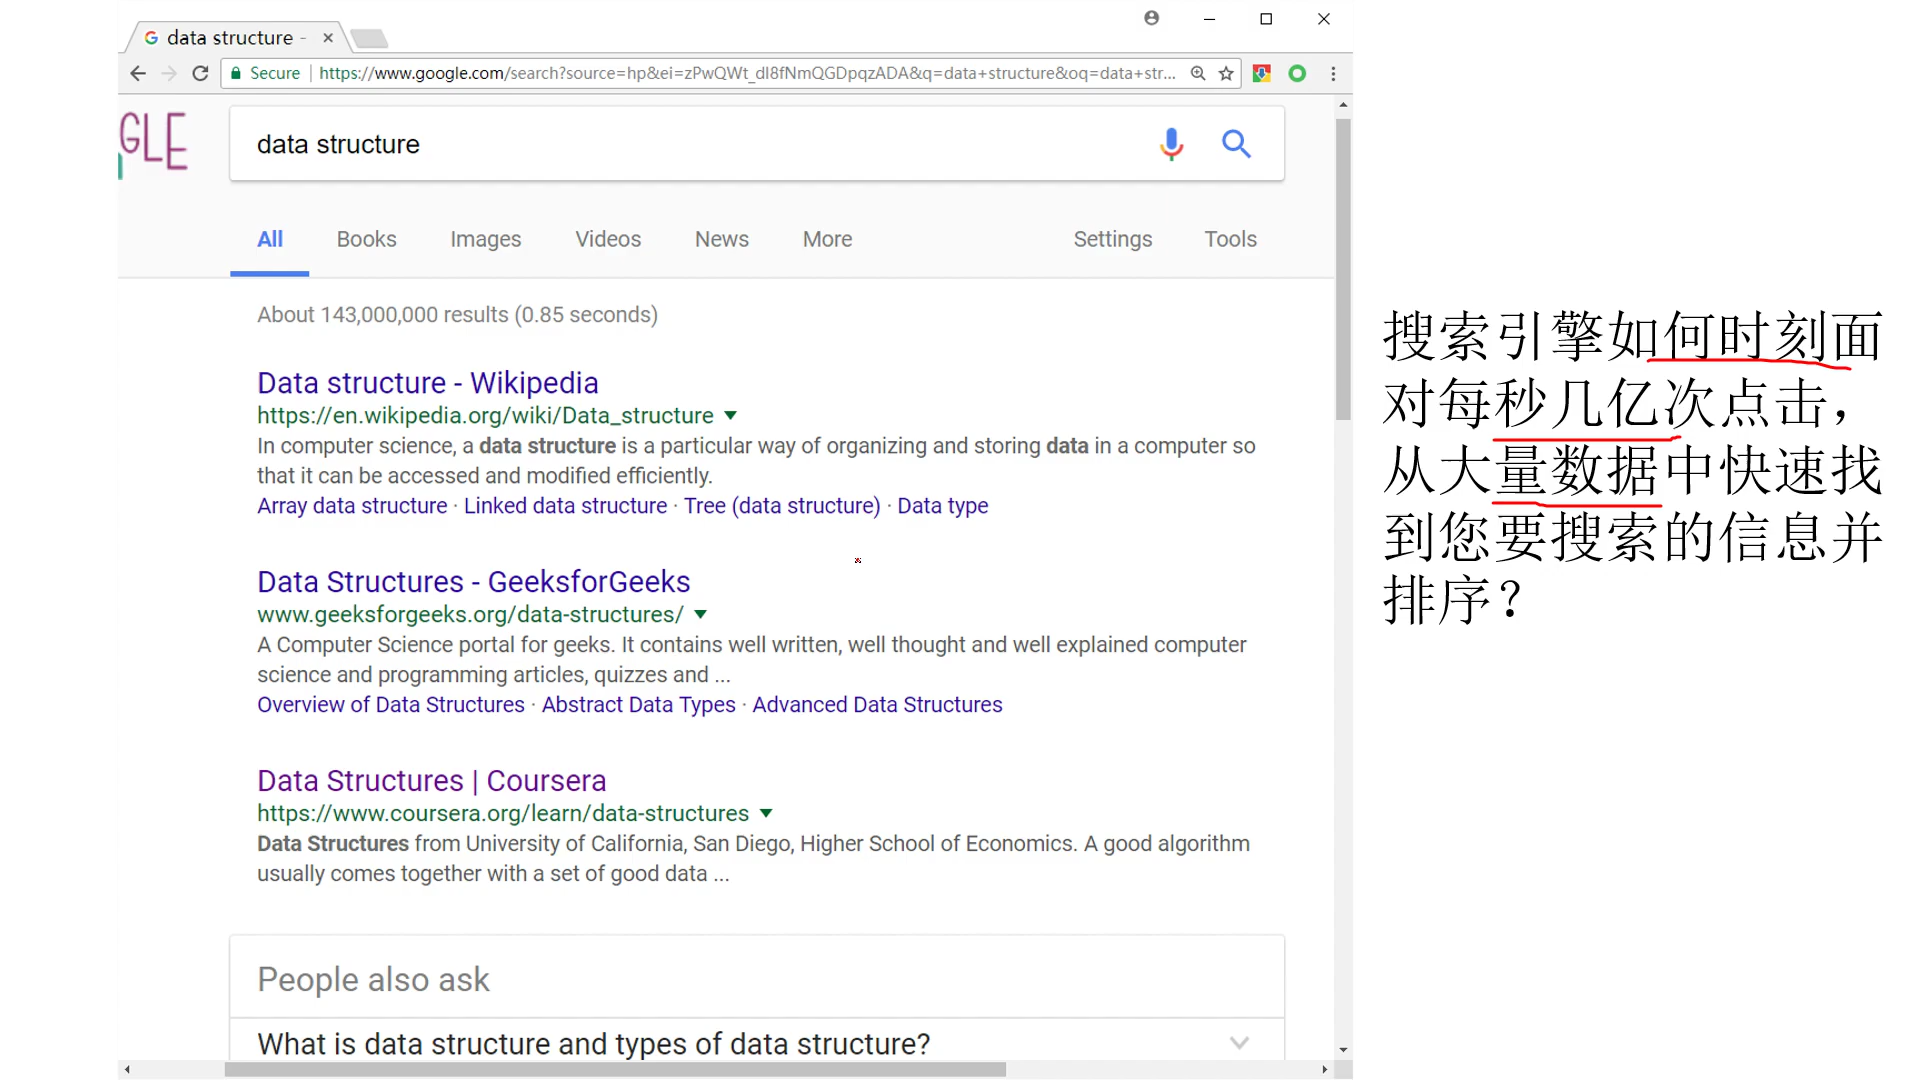 data structure -
Secure
https://www.google.com/search?source=hp&ei=zPwQWt_dI8fNmQGDpqzADA&q=data+structure&oq=data+str...
GLE
data structure
All Books Images Videos News More Settings Tools
About 143,000,000 results (0.85 seconds)
Data structure - Wikipedia
https://en.wikipedia.org/wiki/Data_structure
In computer science, a data structure is a particular way of organizing and storing data in a computer so
that it can be accessed and modified efficiently.
Array data structure · Linked data structure · Tree (data structure) · Data type
Data Structures - GeeksforGeeks
www.geeksforgeeks.org/data-structures/
A Computer Science portal for geeks. It contains well written, well thought and well explained computer
science and programming articles, quizzes and ...
Overview of Data Structures · Abstract Data Types · Advanced Data Structures
Data Structures | Coursera
https://www.coursera.org/learn/data-structures
Data Structures from University of California, San Diego, Higher School of Economics. A good algorithm
usually comes together with a set of good data ...
People also ask
What is data structure and types of data structure?
搜索引擎如何时刻面
对每秒几亿次点击，
从大量数据中快速找
到您要搜索的信息并
排序？